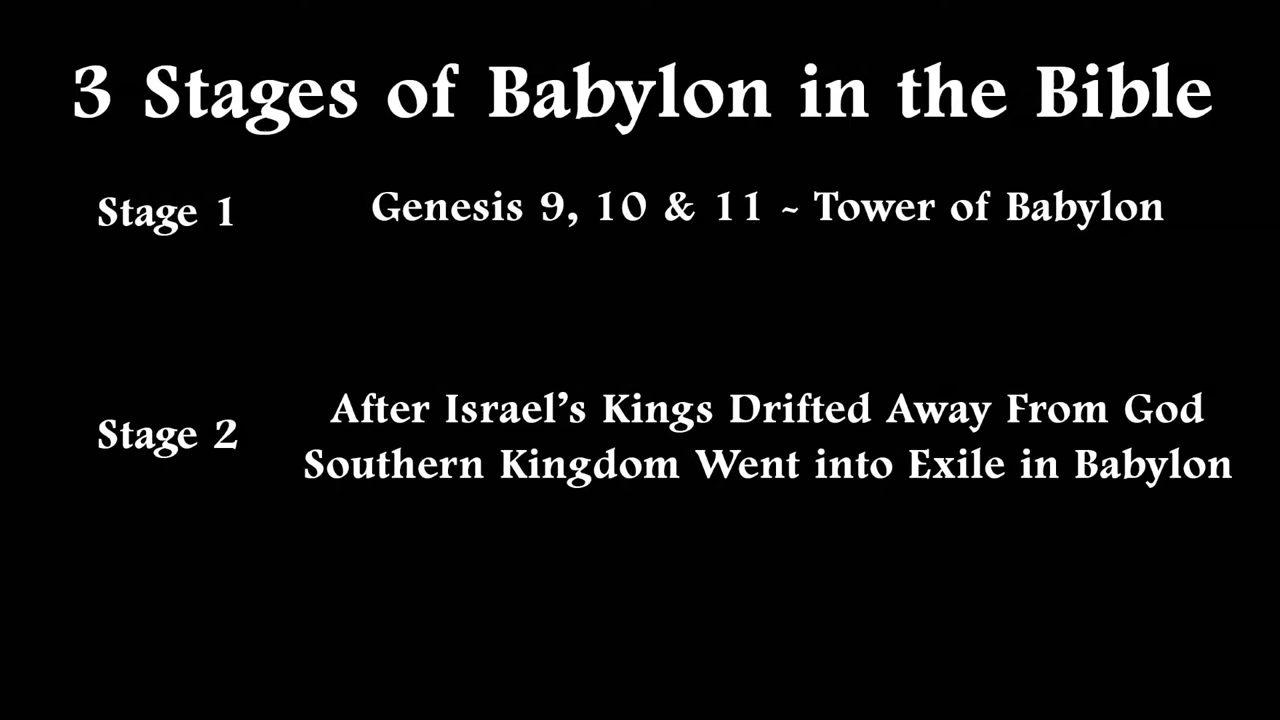 3 Stages of Babylon in the Bible
Stage 1
Genesis 9, 10 & 11 ~ Tower of Babylon
Stage 2
After Israel’s Kings Drifted Away From God
Southern Kingdom Went into Exile in Babylon